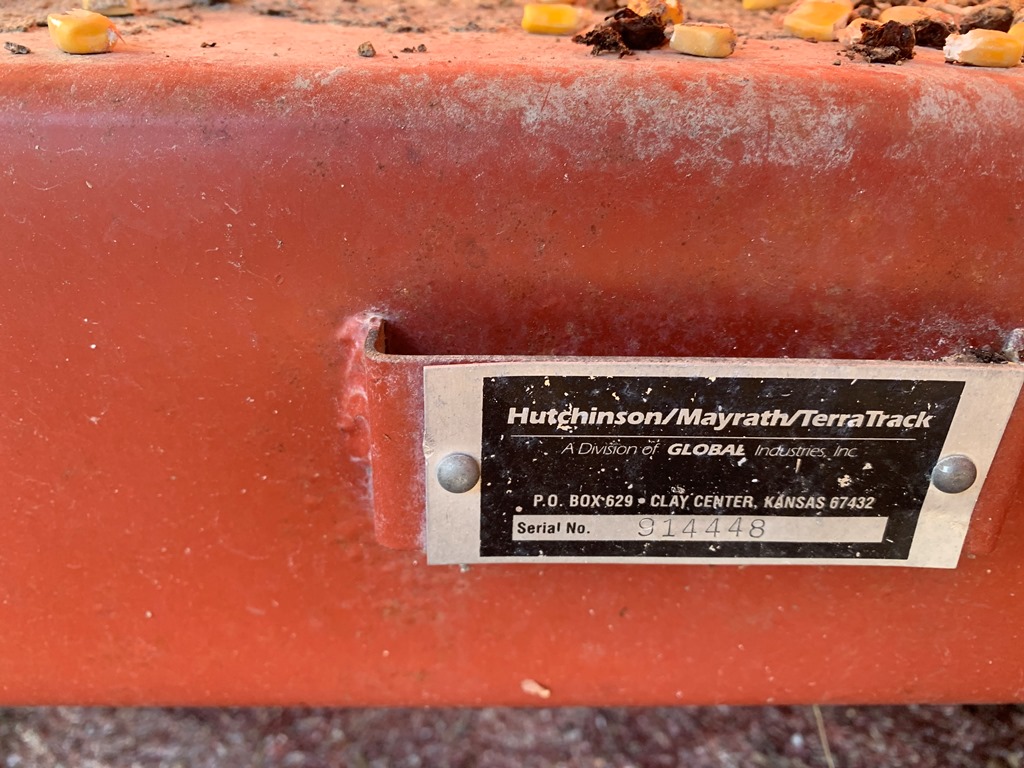 Hutchinson/Mayrath/TerraTrack
A Division of GLOBAL Industries, Inc.
P.O. BOX 629 • CLAY CENTER, KANSAS 67432
Serial No. 914448